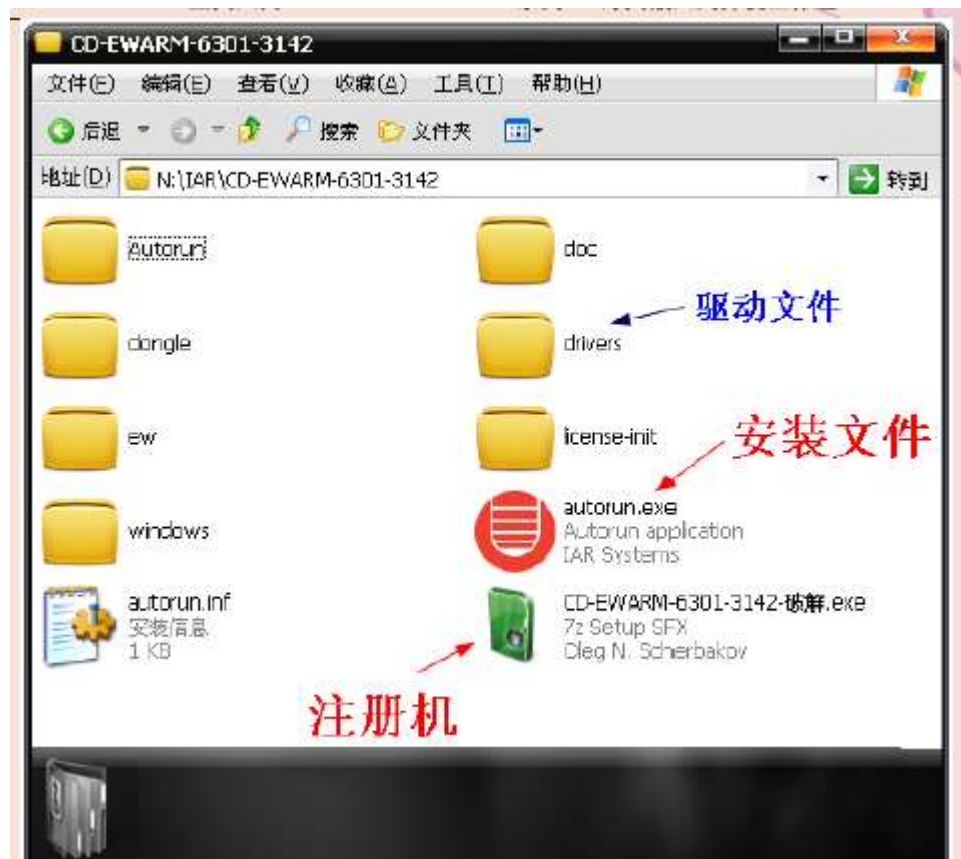 CD-EWARM-6301-3142
文件(F) 编辑(E) 查看(V) 收藏(A) 工具(T) 帮助(H)
后退 搜索 文件夹
地址(D) N:\IAR\CD-EWARM-6301-3142 转到
Autorun doc
驱动文件
dongle drivers
安装文件
ew license-init
windows autorun.exe
Autorun application
IAR Systems
autorun.inf CD-EWARM-6301-3142-破解.exe
安装信息 7z Setup SFX
1 KB Oleg N. Scherbakov
注册机